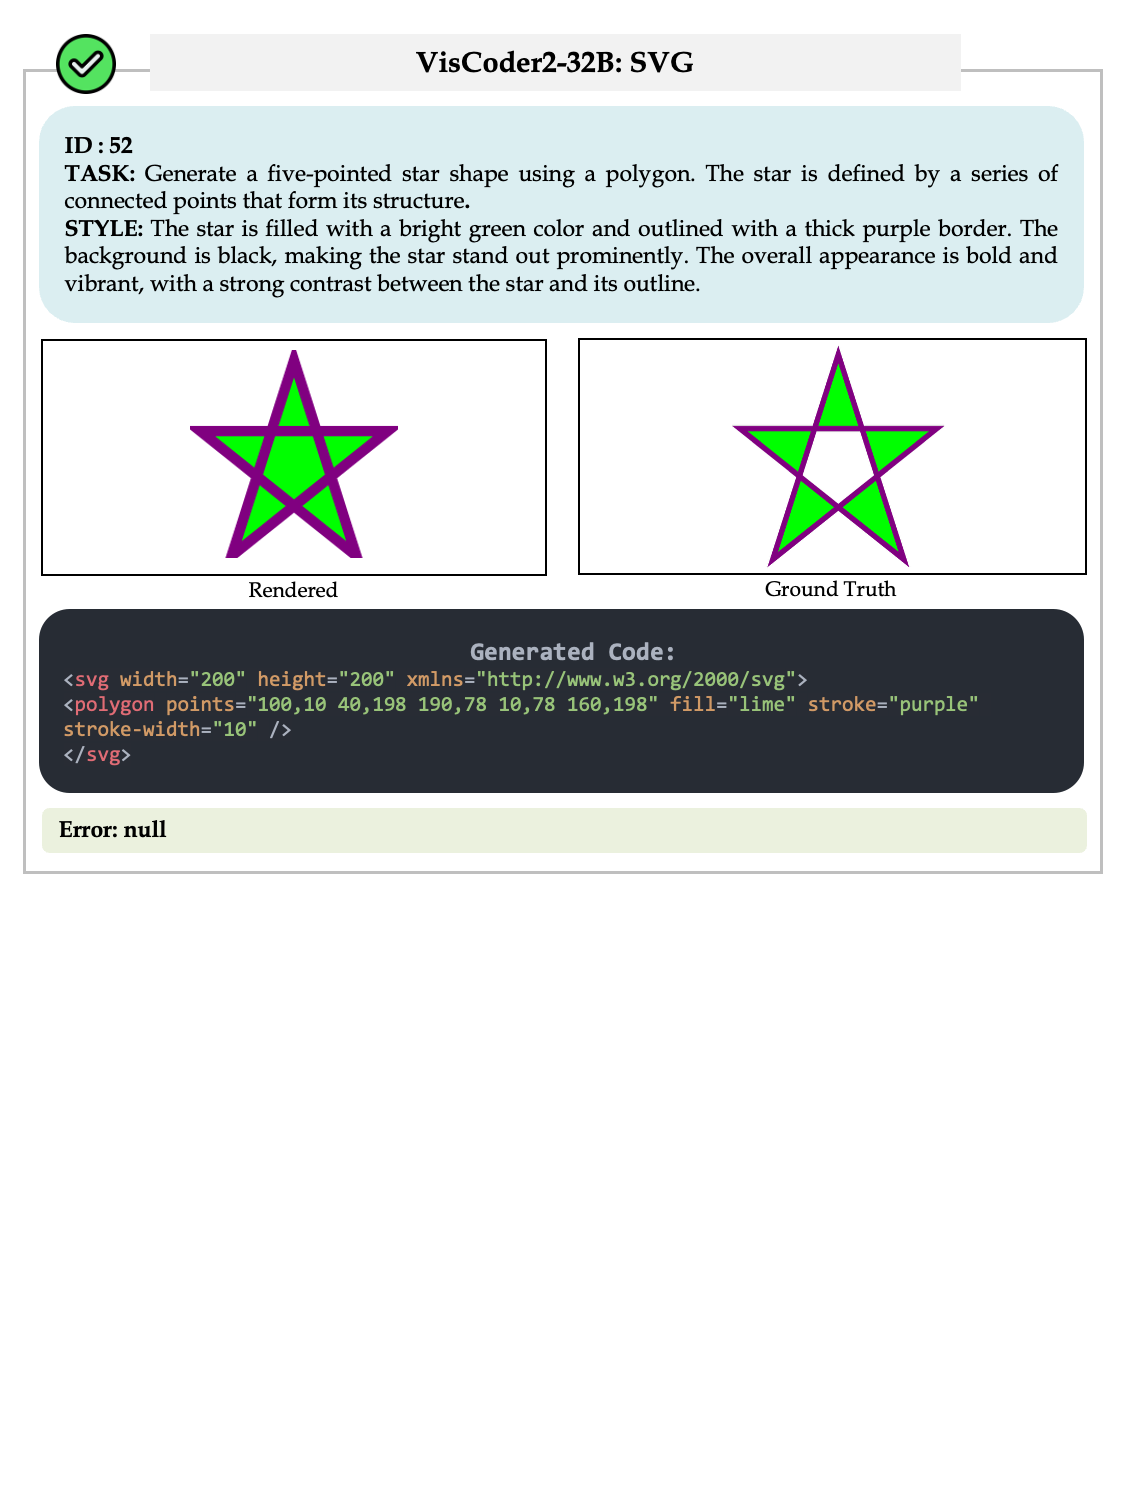 VisCoder2-32B: SVG
ID : 52
TASK: Generate a five-pointed star shape using a polygon. The star is defined by a series of
connected points that form its structure.
STYLE: The star is filled with a bright green color and outlined with a thick purple border. The
background is black, making the star stand out prominently. The overall appearance is bold and
vibrant, with a strong contrast between the star and its outline.
Rendered
Ground Truth
Generated Code:
<svg width="200" height="200" xmlns="http://www.w3.org/2000/svg">
<polygon points="100,10 40,198 190,78 10,78 160,198" fill="lime" stroke="purple"
stroke-width="10" />
</svg>
Error: null